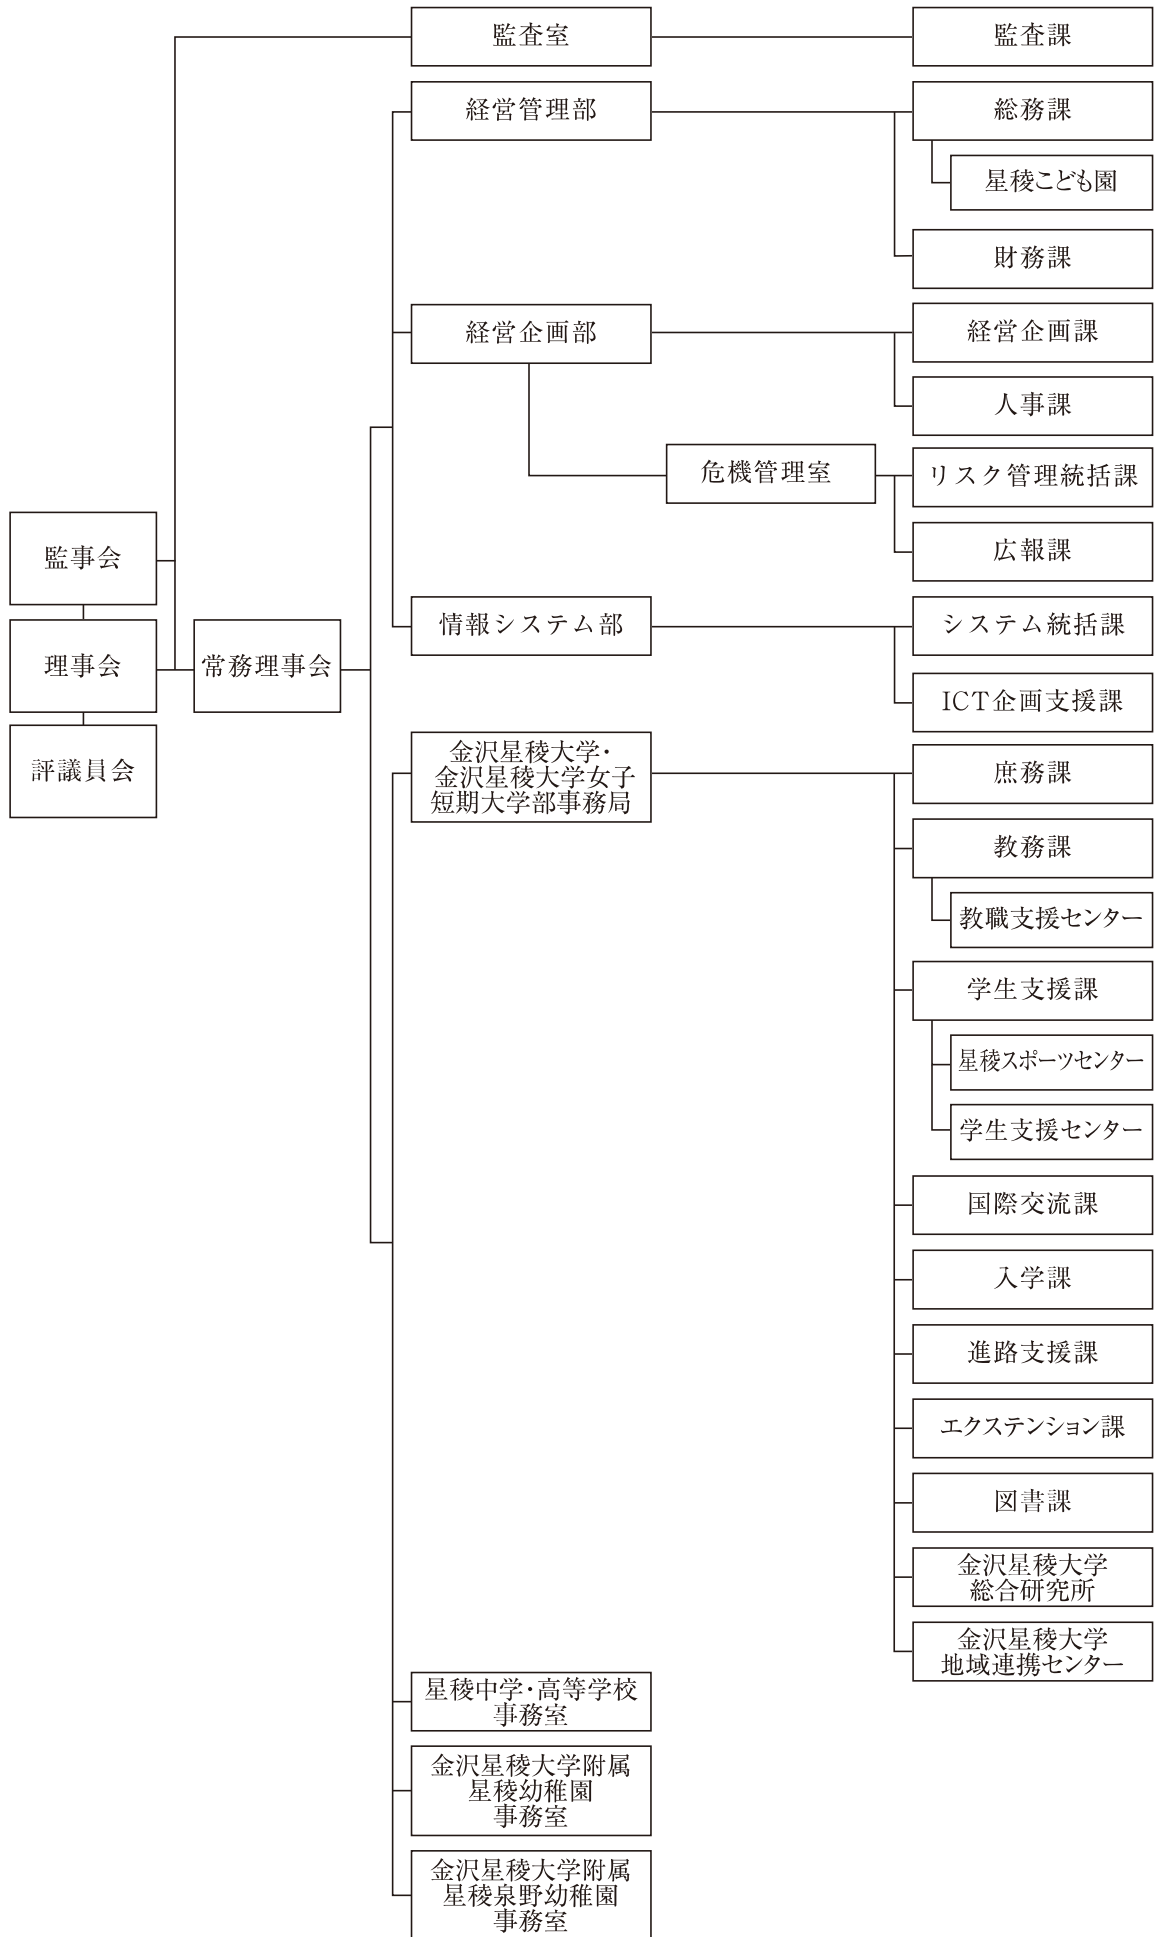 監査室
監査課
経営管理部
総務課
星稜こども園
財務課
経営企画部
経営企画課
人事課
危機管理室
リスク管理統括課
広報課
監事会
理事会
評議員会
常務理事会
情報システム部
システム統括課
ICT企画支援課
金沢星稜大学・
金沢星稜大学女子
短期大学部事務局
庶務課
教務課
教職支援センター
学生支援課
星稜スポーツセンター
学生支援センター
国際交流課
入学課
進路支援課
エクステンション課
図書課
金沢星稜大学
総合研究所
金沢星稜大学
地域連携センター
星稜中学・高等学校
事務室
金沢星稜大学附属
星稜幼稚園
事務室
金沢星稜大学附属
星稜泉野幼稚園
事務室